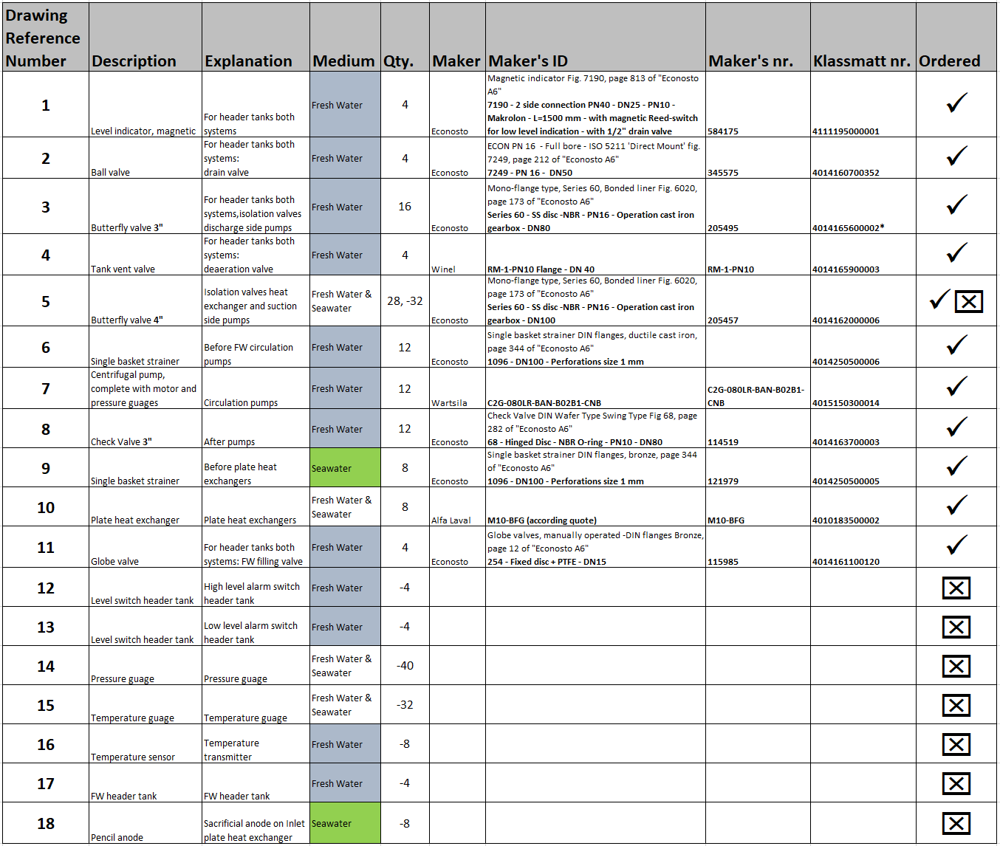 Drawing
Reference
Number
Description
Explanation
Medium
Qty.
Maker
Maker's ID
Maker's nr.
Klassmatt nr.
Ordered
1
Level indicator, magnetic
For header tanks both
systems
Fresh Water
4
Econosto
Magnetic indicator Fig. 7190, page 813 of "Econosto
A6"
7190 - 2 side connection PN40 - DN25 - PN10 -
Makrolon - L=1500 mm - with magnetic Reed-switch
for low level indication - with 1/2" drain valve
584175
4111195000001
✓
2
Ball valve
For header tanks both
systems:
drain valve
Fresh Water
4
Econosto
ECON PN 16 - Full bore - ISO 5211 'Direct Mount' fig.
7249, page 212 of "Econosto A6"
7249 - PN 16 - DN50
345575
4014160700352
✓
3
Butterfly valve 3"
For header tanks both
systems,isolation valves
discharge side pumps
Fresh Water
16
Econosto
Mono-flange type, Series 60, Bonded liner Fig. 6020,
page 173 of "Econosto A6"
Series 60 - SS disc -NBR - PN16 - Operation cast iron
gearbox - DN80
205495
4014165600002*
✓
4
Tank vent valve
For header tanks both
systems:
deaeration valve
Fresh Water
4
Winel
RM-1-PN10 Flange - DN 40
RM-1-PN10
4014165900003
✓
5
Butterfly valve 4"
Isolation valves heat
exchanger and suction
side pumps
Fresh Water &
Seawater
28, -32
Econosto
Mono-flange type, Series 60, Bonded liner Fig. 6020,
page 173 of "Econosto A6"
Series 60 - SS disc -NBR - PN16 - Operation cast iron
gearbox - DN100
205457
4014162000006
✓ ☒
6
Single basket strainer
Before FW circulation
pumps
Fresh Water
12
Econosto
Single basket strainer DIN flanges, ductile cast iron,
page 344 of "Econosto A6"
1096 - DN100 - Perforations size 1 mm
4014250500006
✓
7
Centrifugal pump,
complete with motor and
pressure guages
Circulation pumps
Fresh Water
12
Wartsila
C2G-080LR-BAN-B02B1-CNB
C2G-080LR-BAN-B02B1-
CNB
4015150300014
✓
8
Check Valve 3"
After pumps
Fresh Water
12
Econosto
Check Valve DIN Wafer Type Swing Type Fig 68, page
282 of "Econosto A6"
68 - Hinged Disc - NBR O-ring - PN10 - DN80
114519
4014163700003
✓
9
Single basket strainer
Before plate heat
exchangers
Seawater
8
Econosto
Single basket strainer DIN flanges, bronze, page 344
of "Econosto A6"
1096 - DN100 - Perforations size 1 mm
121979
4014250500005
✓
10
Plate heat exchanger
Plate heat exchangers
Fresh Water &
Seawater
8
Alfa Laval
M10-BFG (according quote)
M10-BFG
4010183500002
✓
11
Globe valve
For header tanks both
systems: FW filling valve
Fresh Water
4
Econosto
Globe valves, manually operated -DIN flanges Bronze,
page 12 of "Econosto A6"
254 - Fixed disc + PTFE - DN15
115985
4014161100120
✓
12
Level switch header tank
High level alarm switch
header tank
Fresh Water
-4
☒
13
Level switch header tank
Low level alarm switch
header tank
Fresh Water
-4
☒
14
Pressure guage
Pressure guage
Fresh Water &
Seawater
-40
☒
15
Temperature guage
Temperature guage
Fresh Water &
Seawater
-32
☒
16
Temperature sensor
Temperature
transmitter
Fresh Water
-8
☒
17
FW header tank
FW header tank
Fresh Water
-4
☒
18
Pencil anode
Sacrificial anode on Inlet
plate heat exchanger
Seawater
-8
☒